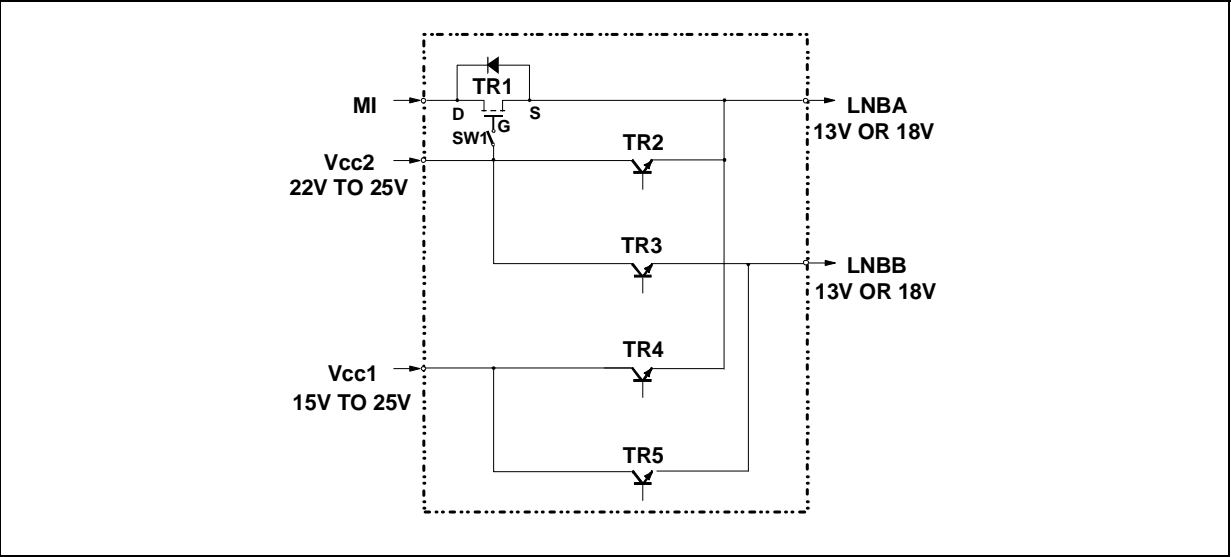 TR1
MI
D
S
G
SW1
LNBA
13V OR 18V
TR2
Vcc2
22V TO 25V
TR3
LNBB
13V OR 18V
TR4
Vcc1
15V TO 25V
TR5